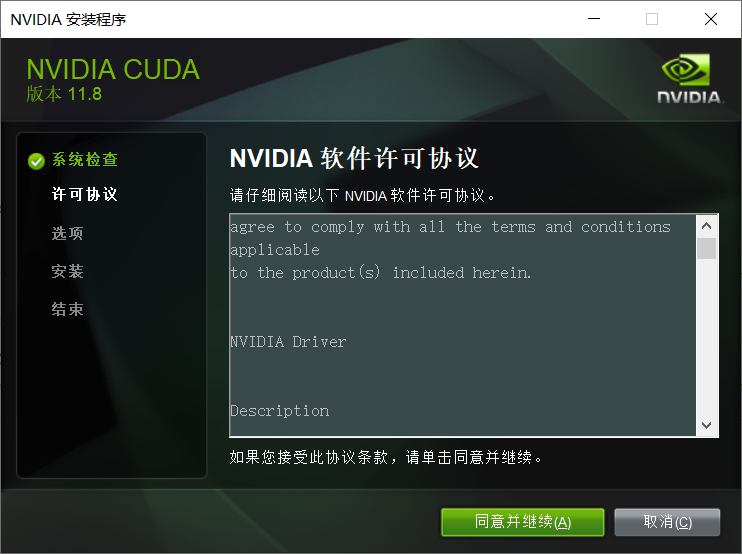 NVIDIA 安装程序
NVIDIA CUDA
版本 11.8
NVIDIA.
系统检查
许可协议
选项
安装
结束
NVIDIA 软件许可协议
请仔细阅读以下 NVIDIA 软件许可协议。
agree to comply with all the terms and conditions
applicable
to the product(s) included herein.
NVIDIA Driver
Description
如果您接受此协议条款，请单击同意并继续。
同意并继续(A)
取消(C)